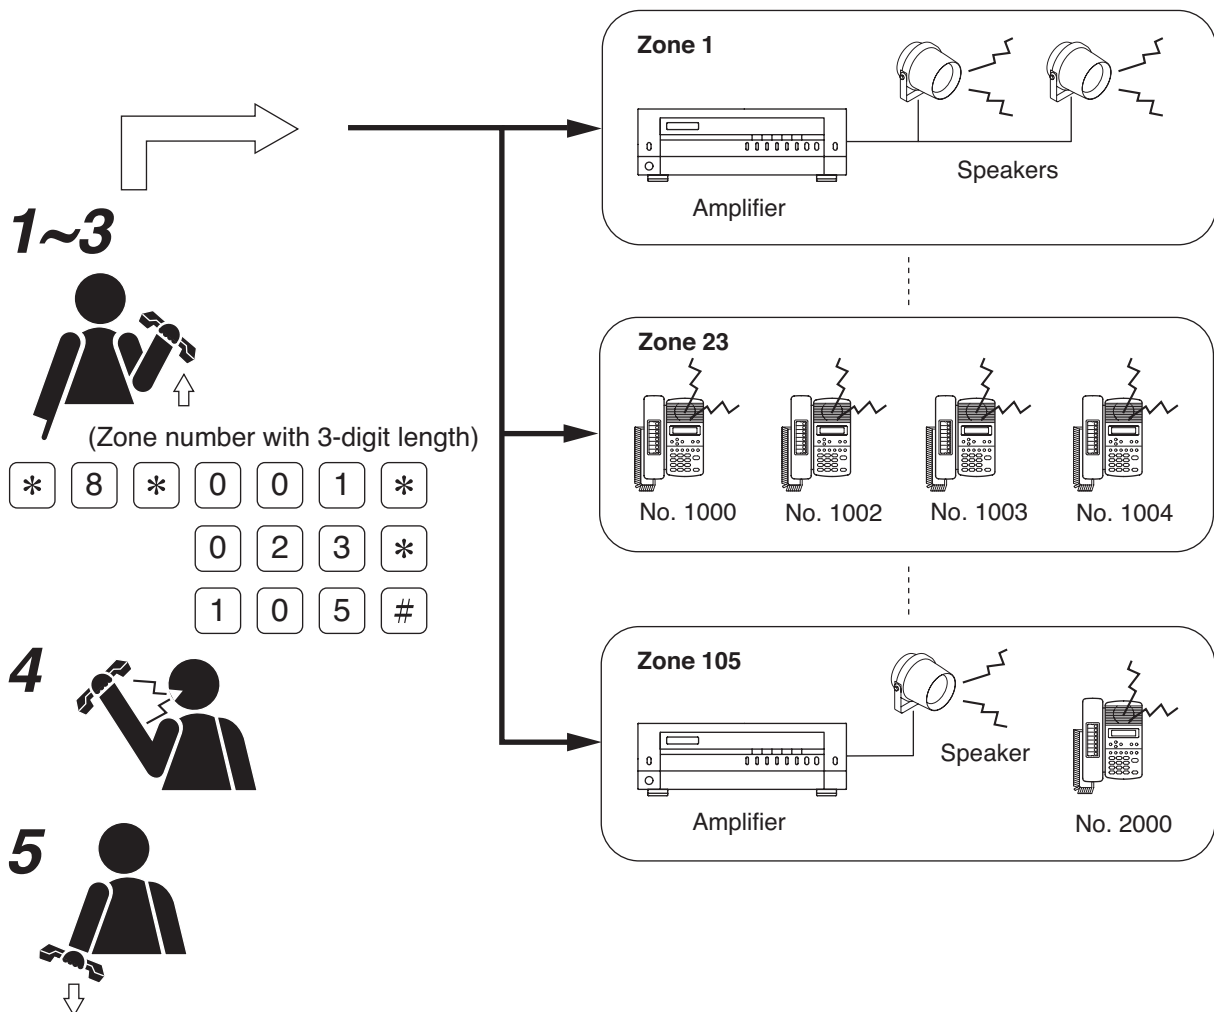 Zone 1
Amplifier
Speakers
1~3
(Zone number with 3-digit length)
* 8 * 0 0 1 *
0 2 3 *
1 0 5 #
Zone 23
No. 1000 No. 1002 No. 1003 No. 1004
4
Zone 105
Amplifier
Speaker
No. 2000
5